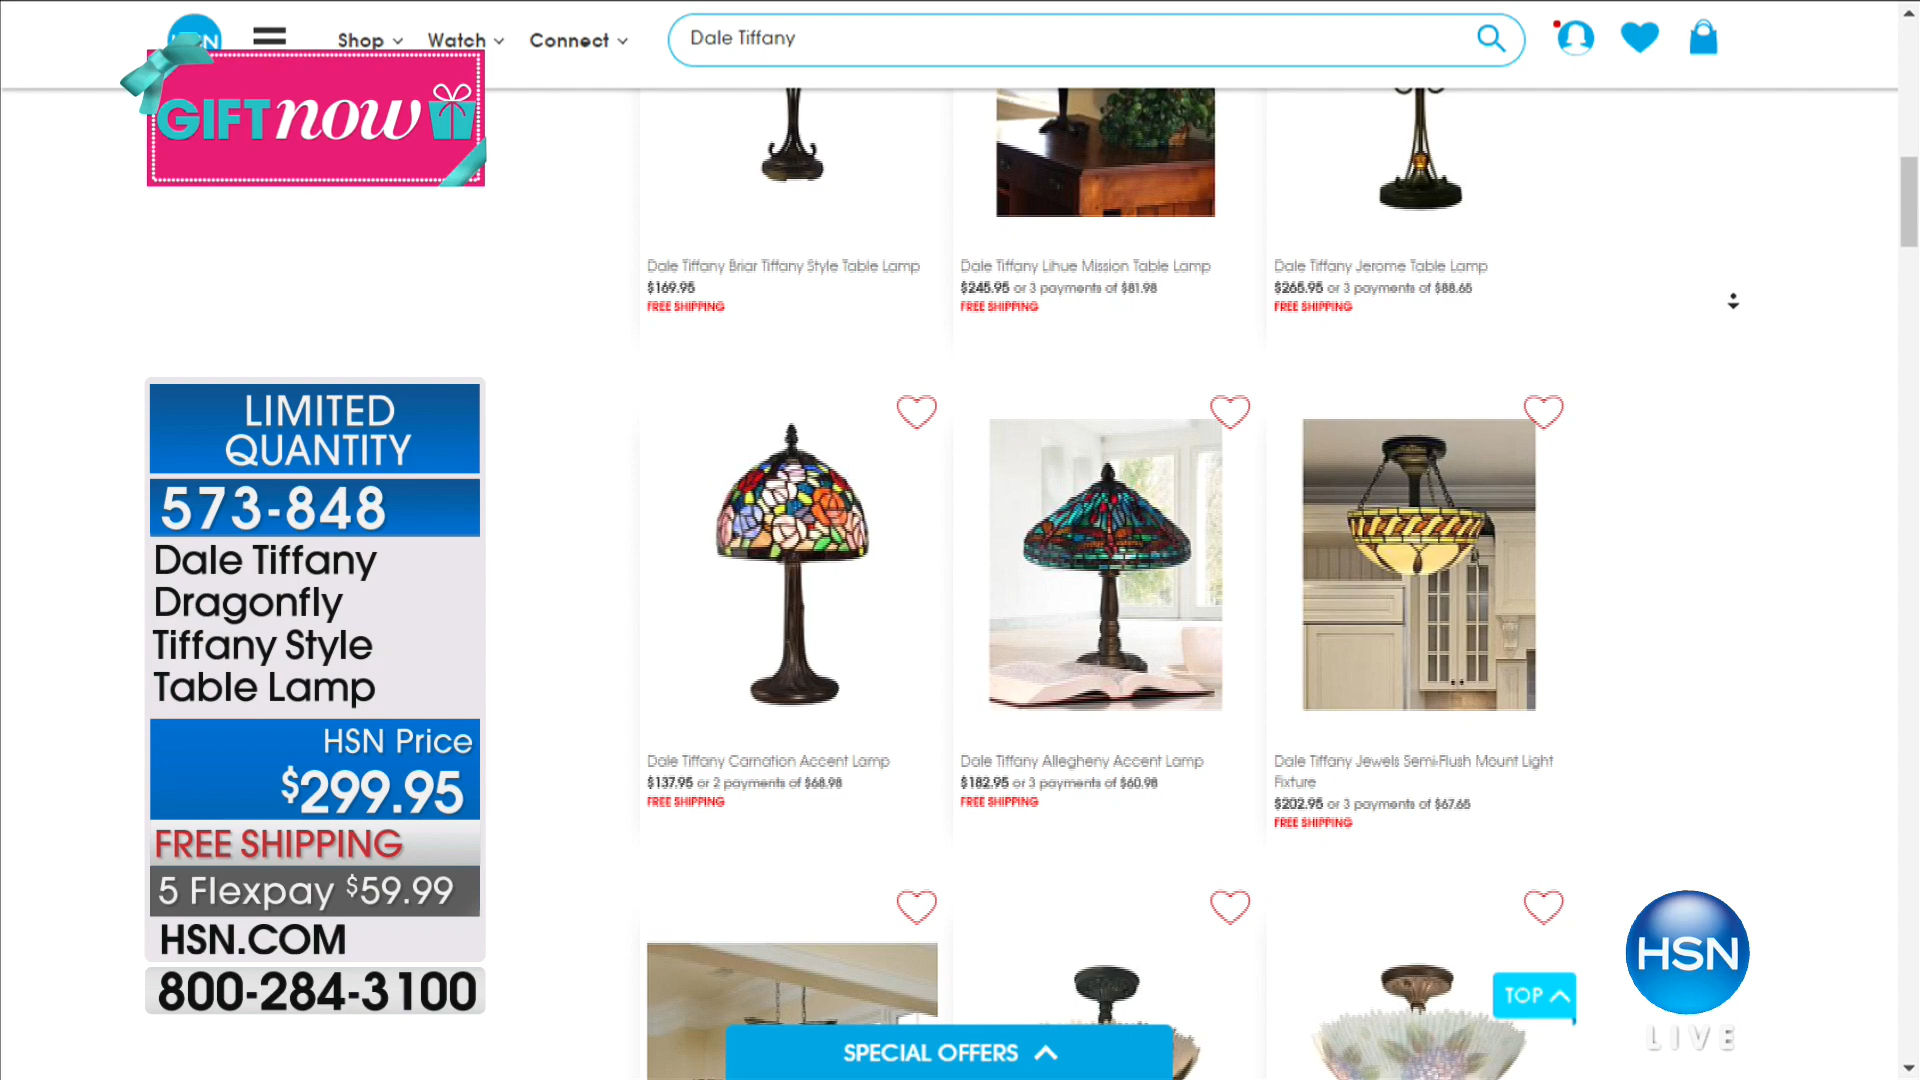 HSN
Shop
Watch
Connect
Dale Tiffany
GIFT now
Dale Tiffany Briar Tiffany Style Table Lamp
$169.95
FREE SHIPPING
Dale Tiffany Lihue Mission Table Lamp
$245.95 or 3 payments of $81.98
FREE SHIPPING
Dale Tiffany Jerome Table Lamp
$265.95 or 3 payments of $88.65
FREE SHIPPING
LIMITED
QUANTITY
573-848
Dale Tiffany
Dragonfly
Tiffany Style
Table Lamp
HSN Price
$299.95
FREE SHIPPING
5 Flexpay $59.99
HSN.COM
800-284-3100
Dale Tiffany Carnation Accent Lamp
$137.95 or 2 payments of $68.98
FREE SHIPPING
Dale Tiffany Allegheny Accent Lamp
$182.95 or 3 payments of $60.98
FREE SHIPPING
Dale Tiffany Jewels Semi-Flush Mount Light
Fixture
$202.95 or 3 payments of $67.65
FREE SHIPPING
TOP
SPECIAL OFFERS
HSN
LIVE